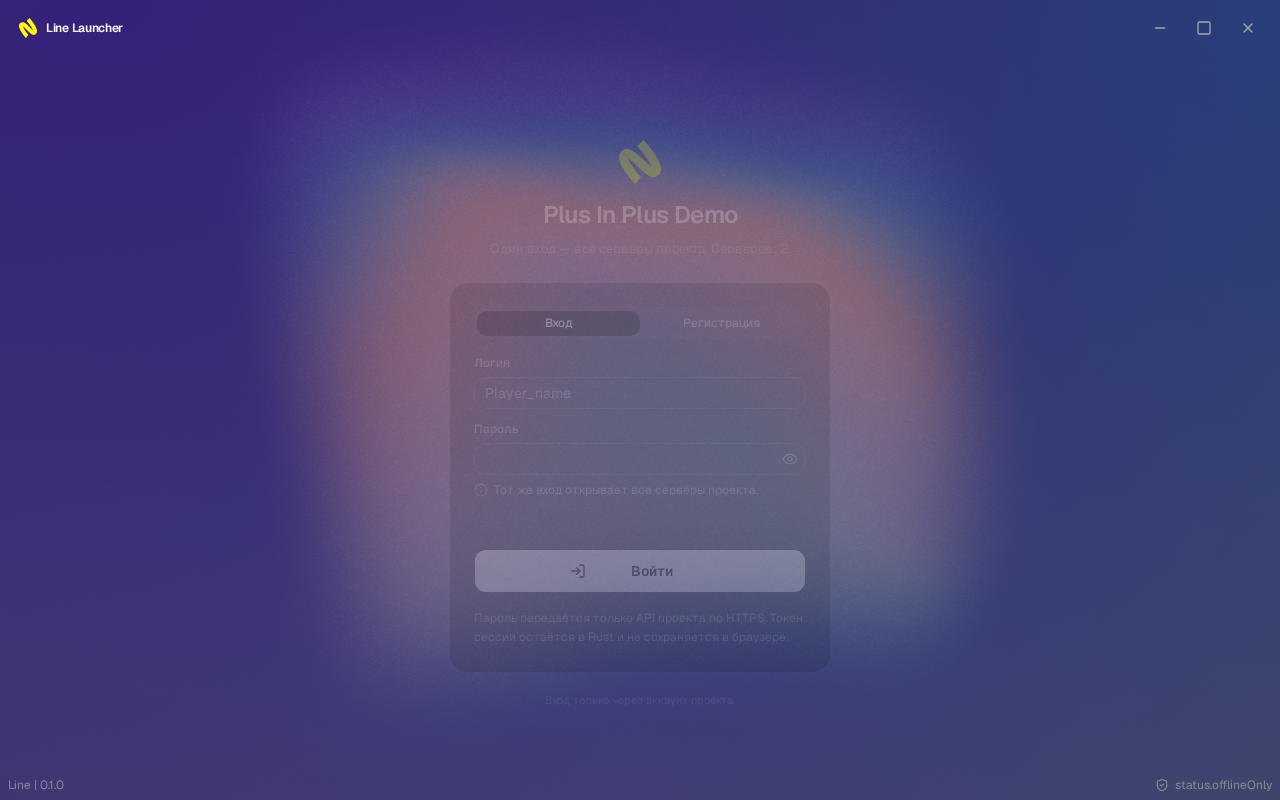 Line Launcher
Plus In Plus Demo
Один вход — все серверы проекта. Серверов: 2
Вход
Регистрация
Логин
Player_name
Пароль
Тот же вход открывает все серверы проекта.
Войти
Пароль передаётся только API проекта по HTTPS. Токен
сессии остаётся в Rust и не сохраняется в браузере.
Вход только через аккаунт проекта.
Line | 0.1.0
status.offlineOnly